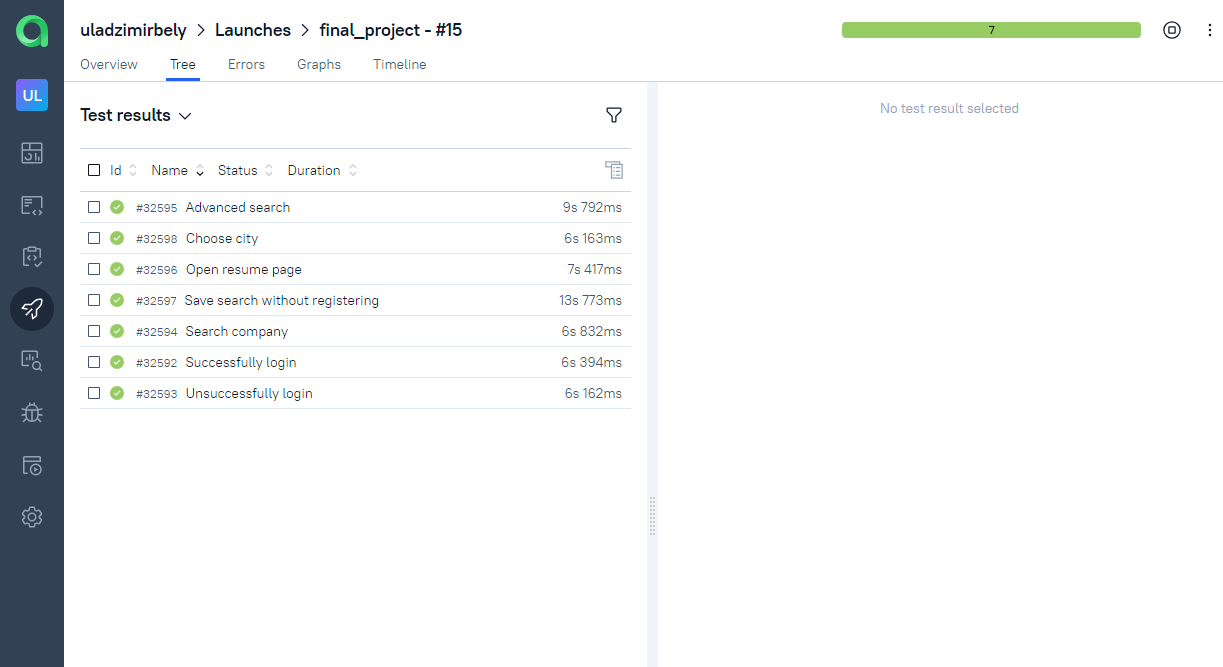 uladzimirbely > Launches > final_project - #15
7
Overview Tree Errors Graphs Timeline
UL
Test results
No test result selected
Id Name Status Duration
#32595 Advanced search 9s 792ms
#32598 Choose city 6s 163ms
#32596 Open resume page 7s 417ms
#32597 Save search without registering 13s 773ms
#32594 Search company 6s 832ms
#32592 Successfully login 6s 394ms
#32593 Unsuccessfully login 6s 162ms